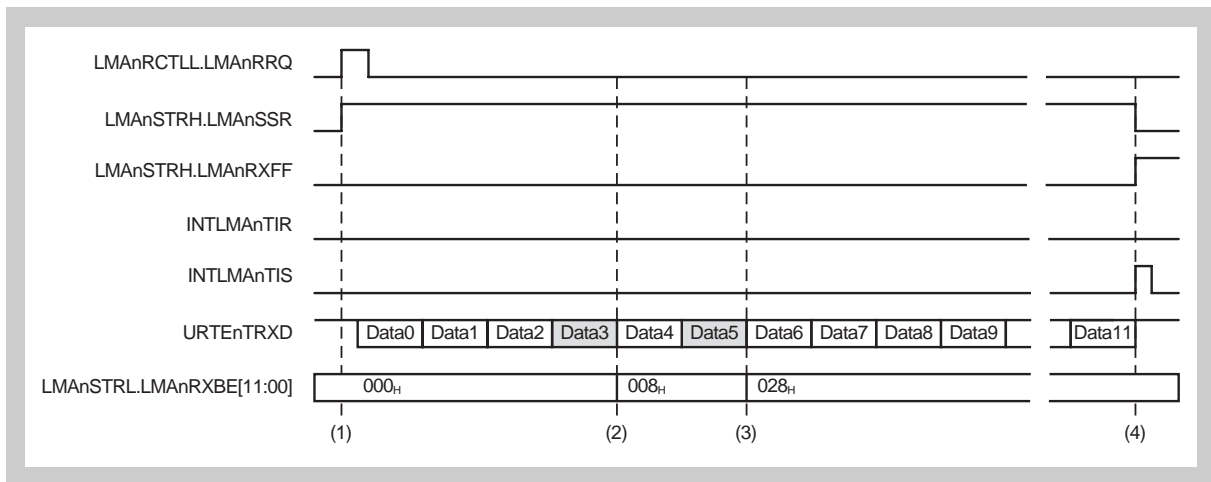 LMAnRCTLL.LMAnRRQ
LMAnSTRH.LMAnSSR
LMAnSTRH.LMAnRXFF
INTLMAnTIR
INTLMAnTIS
URTEnTRXD Data0 Data1 Data2 Data3 Data4 Data5 Data6 Data7 Data8 Data9 Data11
LMAnSTRL.LMAnRXBE[11:00] 000H 008H 028H
(1) (2) (3) (4)